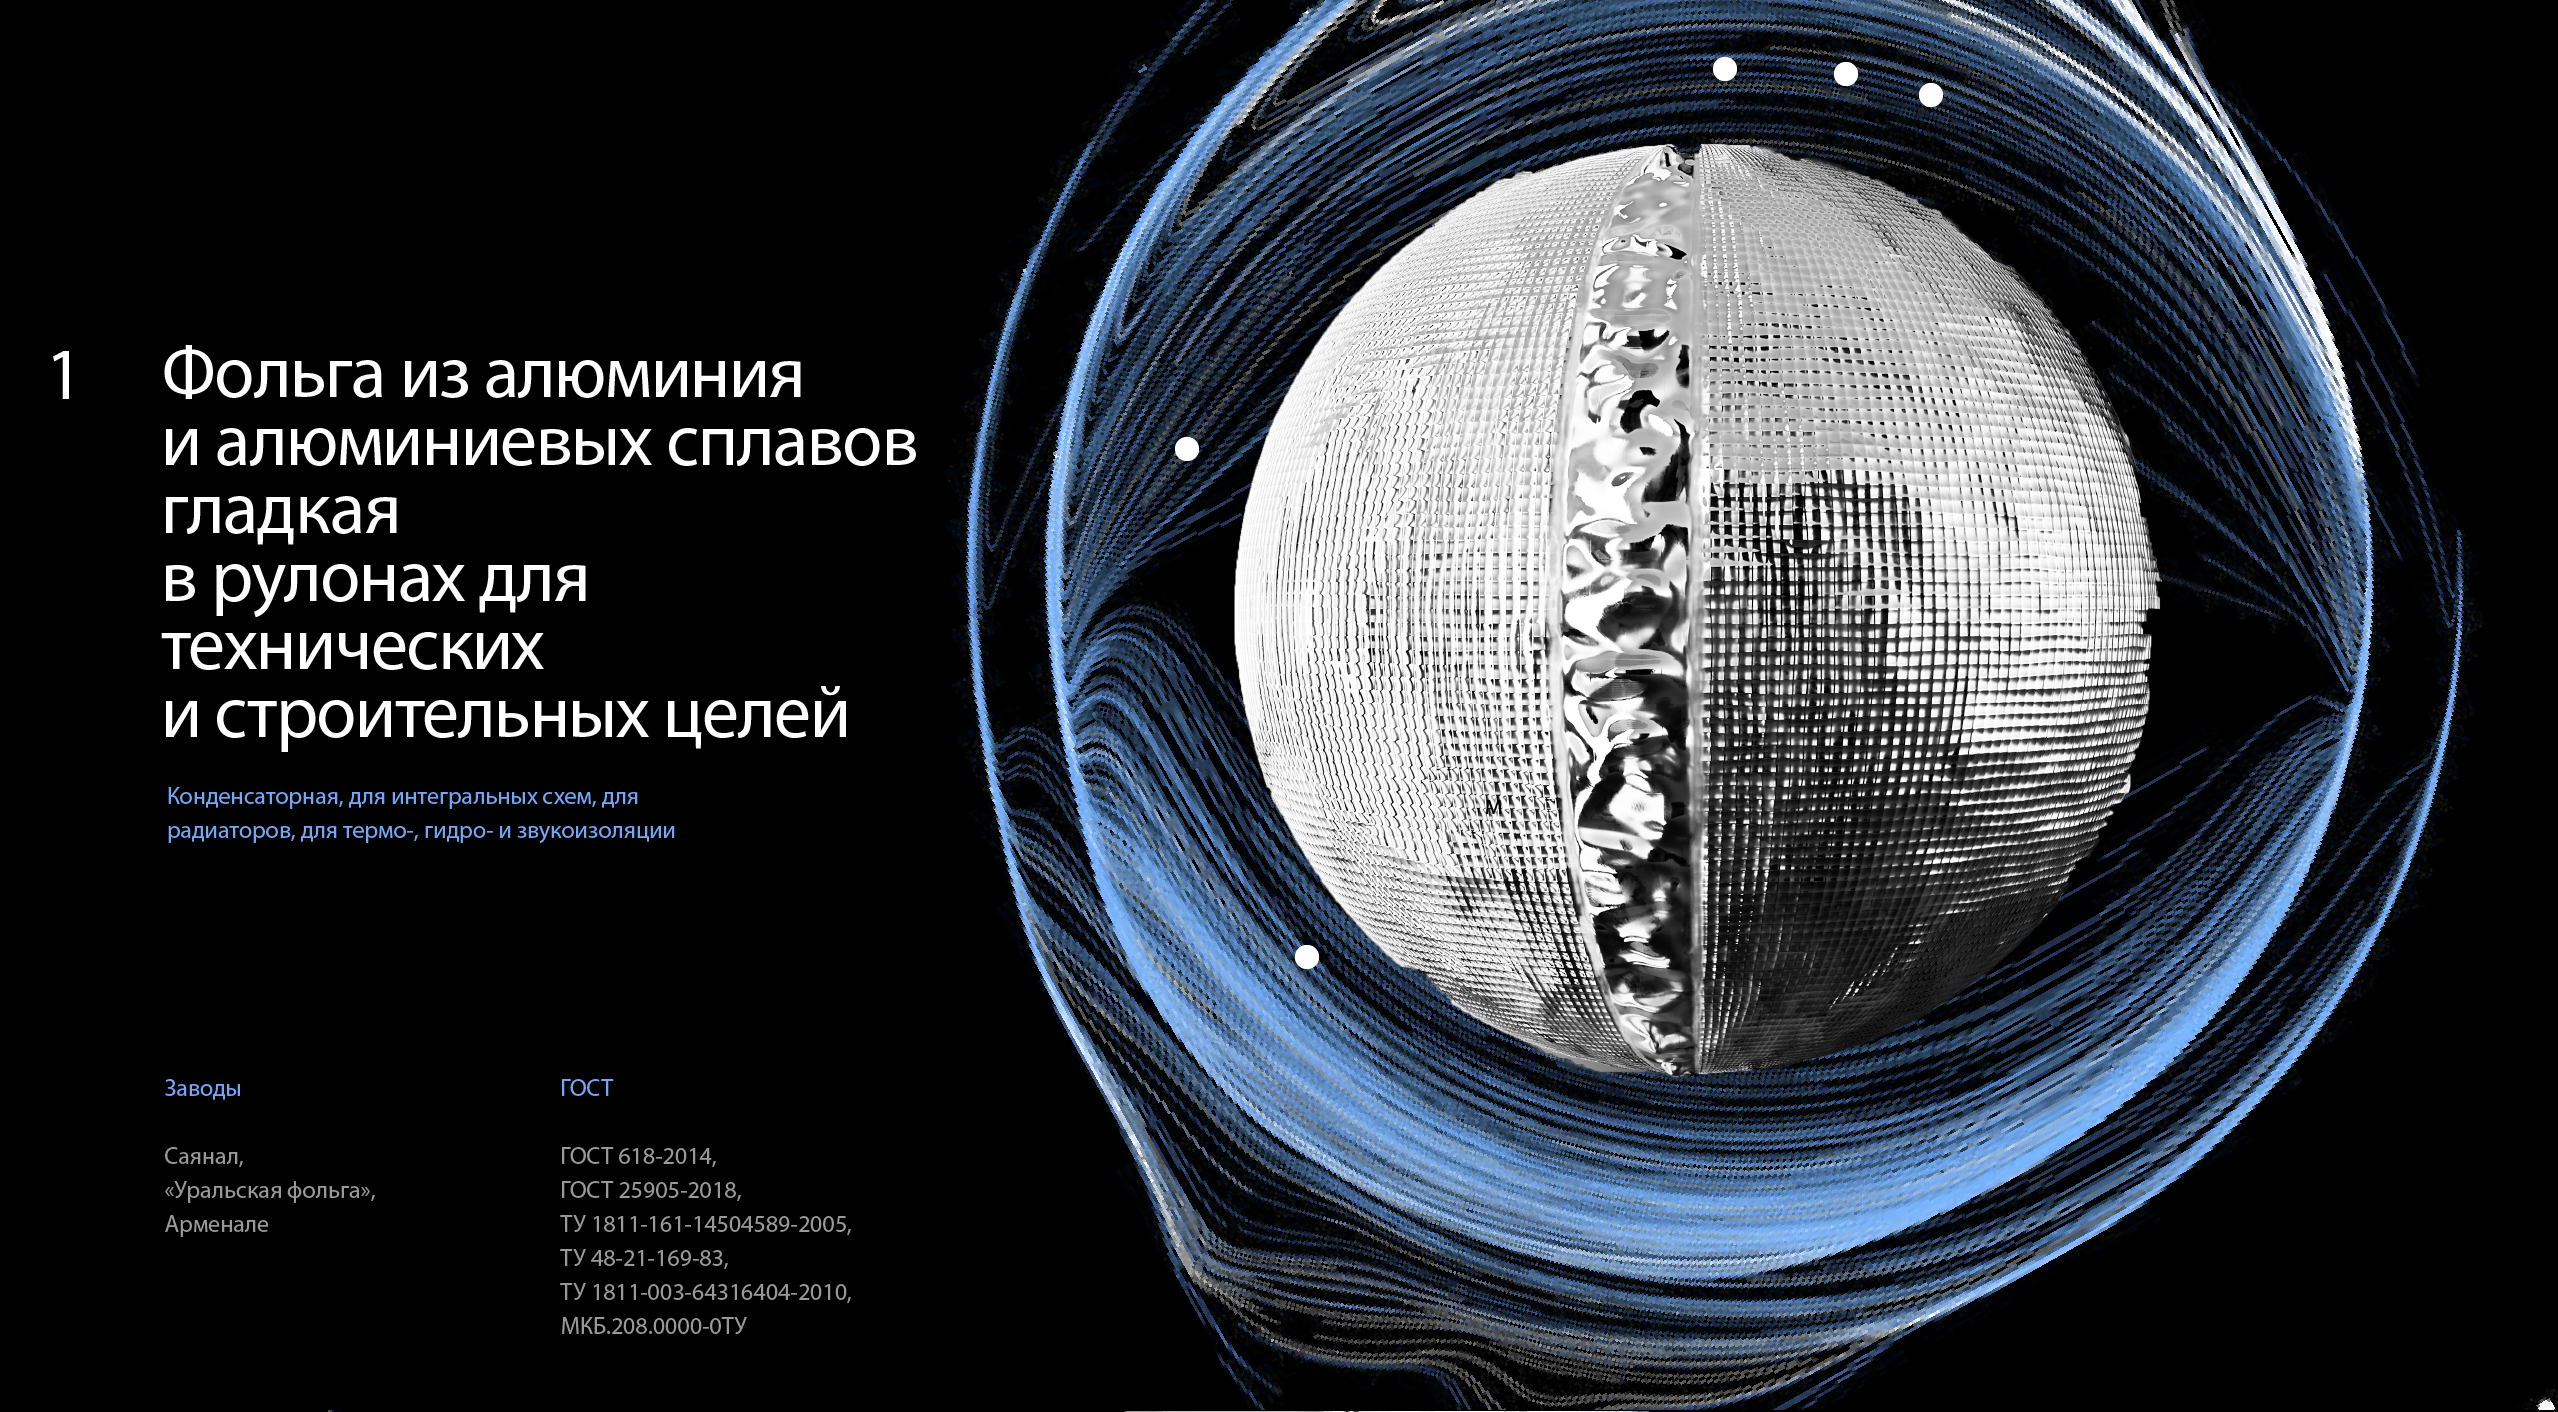 1
Фольга из алюминия
и алюминиевых сплавов
гладкая
в рулонах для
технических
и строительных целей
Конденсаторная, для интегральных схем, для
радиаторов, для термо-, гидро- и звукоизоляции
М
Заводы
Саянал,
«Уральская фольга»,
Арменале
ГОСТ
ГОСТ 618-2014,
ГОСТ 25905-2018,
ТУ 1811-161-14504589-2005,
ТУ 48-21-169-83,
ТУ 1811-003-64316404-2010,
МКБ.208.0000-0ТУ